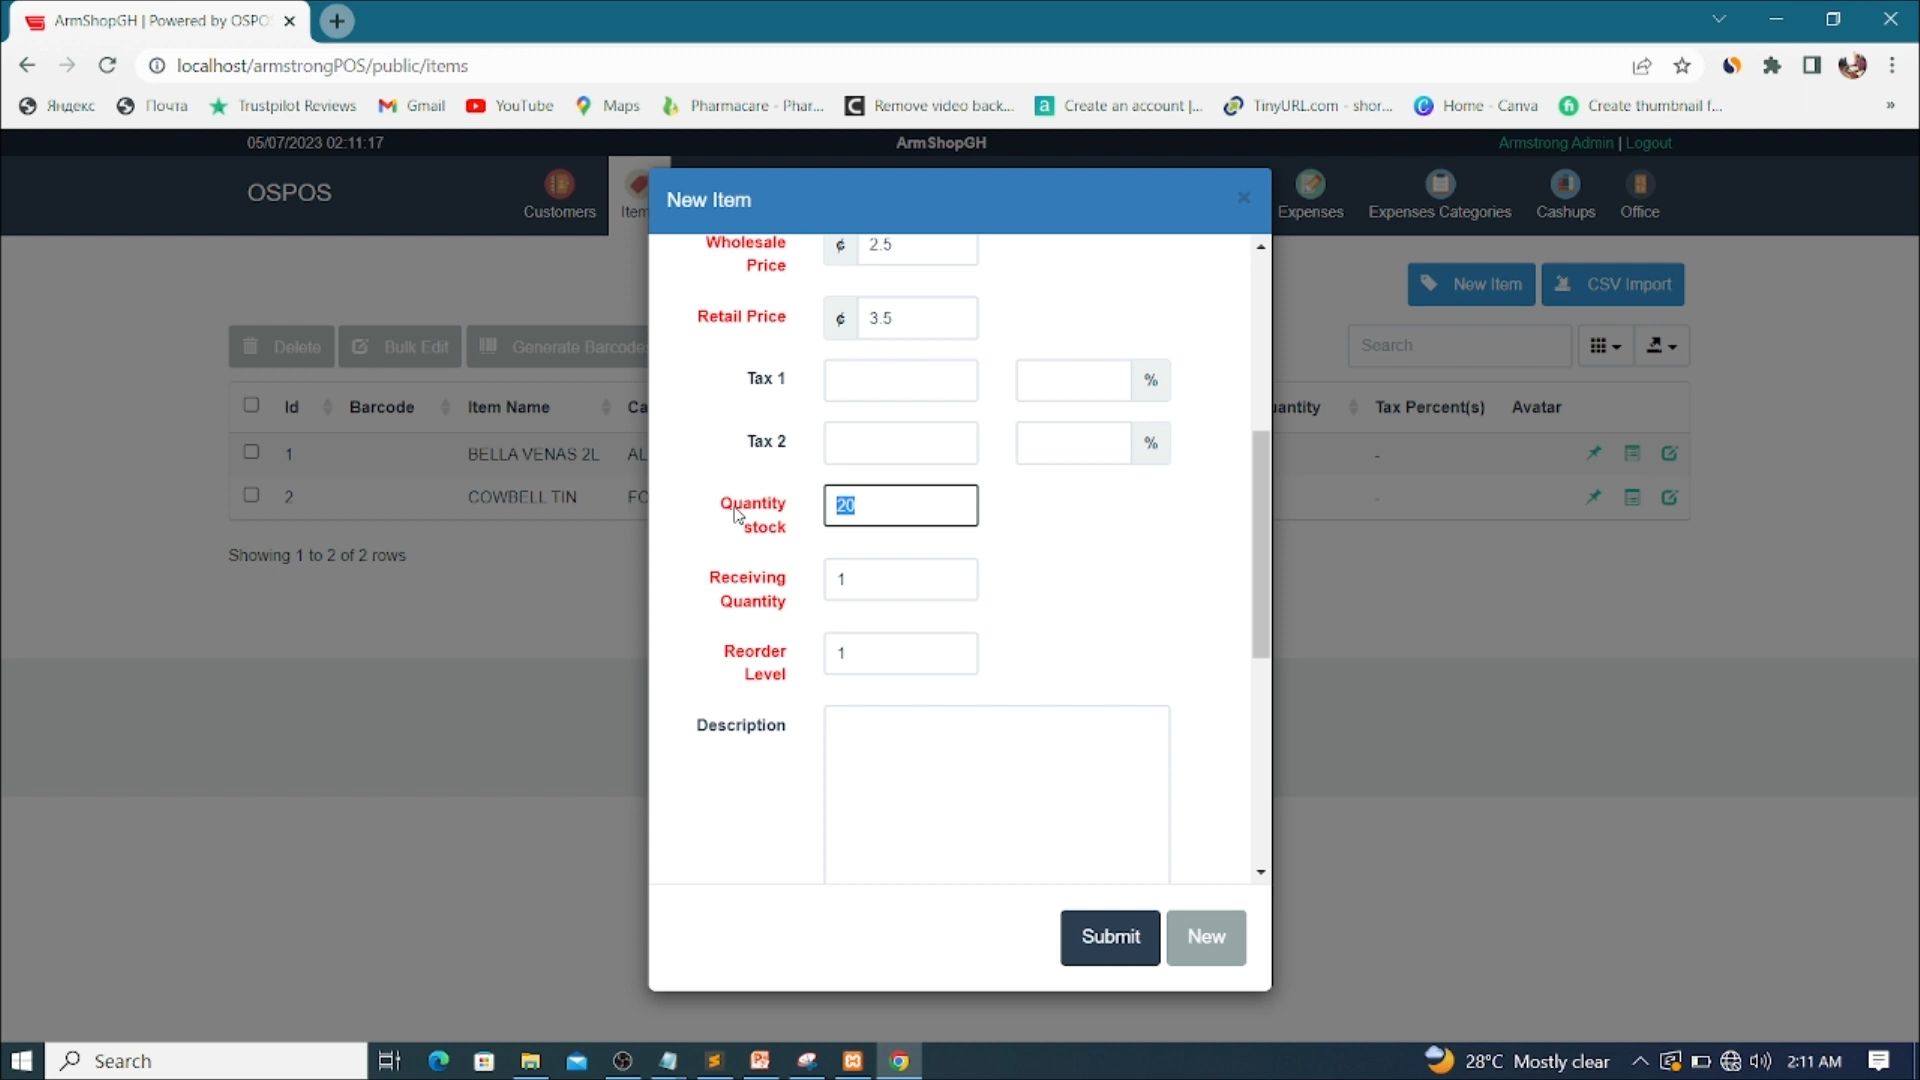 ArmShopGH | Powered by OSPO
localhost/armstrongPOS/public/items
Яндекс Почта Trustpilot Reviews Gmail YouTube Maps Pharmacare - Phar... Remove video back... Create an account |... TinyURL.com - shor... Home - Canva Create thumbnail f... »
05/07/2023 02:11:17 ArmShopGH Armstrong Admin | Logout
OSPOS Customers Item Expenses Expenses Categories Cashups Office
New Item
New Item CSV Import
Delete Bulk Edit Generate Barcode Search
Id Barcode Item Name Ca uantity Tax Percent(s) Avatar
1 BELLA VENAS 2L AL -
2 COWBELL TIN FO -
Showing 1 to 2 of 2 rows
Wholesale
Price
¢ 2.5
Retail Price ¢ 3.5
Tax 1 %
Tax 2 %
Quantity
stock
20
Receiving
Quantity
1
Reorder
Level
1
Description
Submit New
Search 28°C Mostly clear 2:11 AM